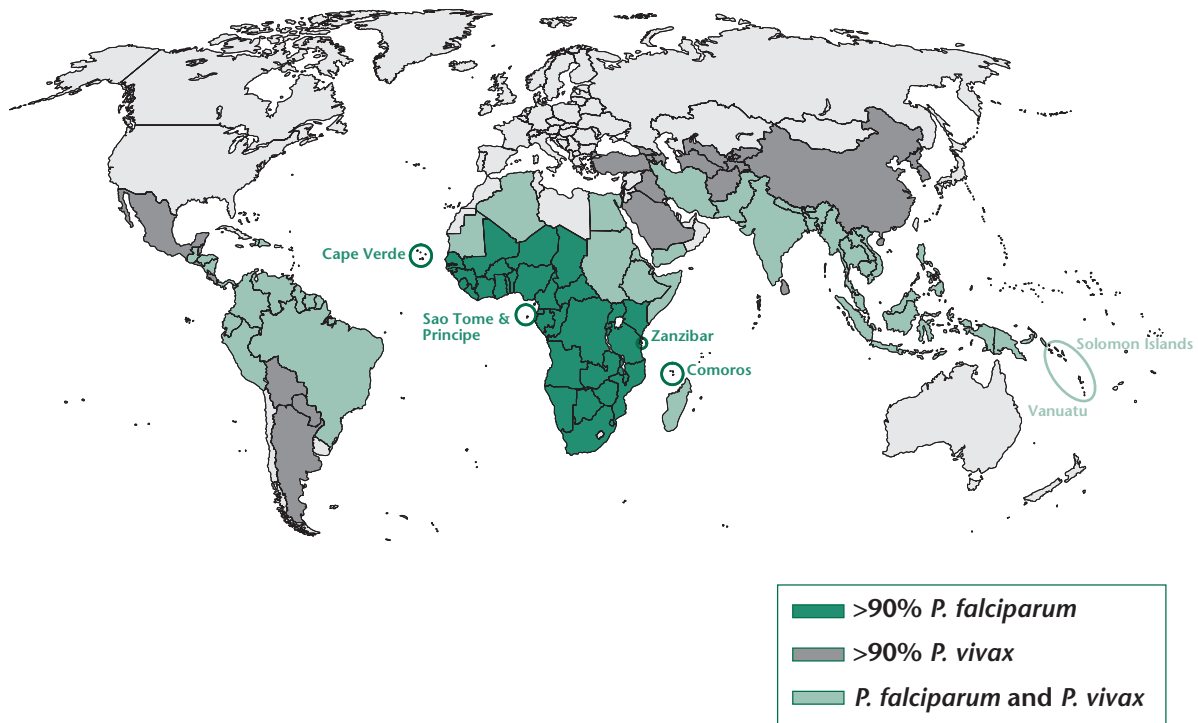 Cape Verde
Sao Tome &
Principe
Zanzibar
Comoros
Solomon Islands
Vanuatu
>90% P. falciparum
>90% P. vivax
P. falciparum and P. vivax